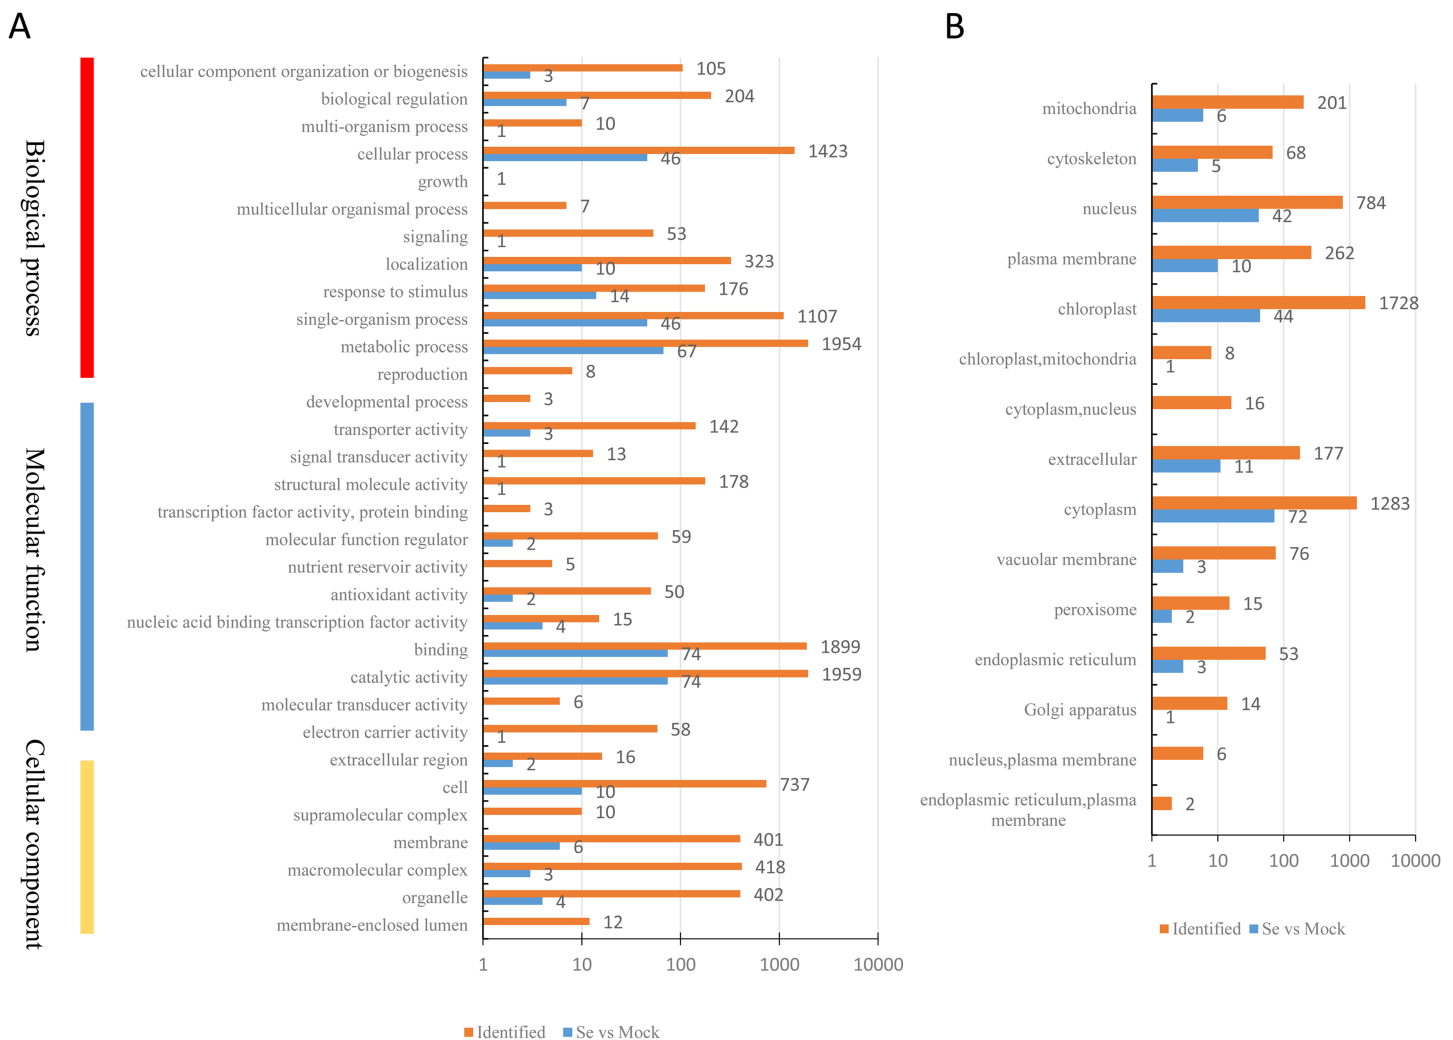 A
B
Biological process
Molecular function
Cellular component
cellular component organization or biogenesis 105 3
biological regulation 204 7
multi-organism process 10 1
cellular process 1423 46
growth 1
multicellular organismal process 7
signaling 53 1
localization 323 10
response to stimulus 176 14
single-organism process 1107 46
metabolic process 1954 67
reproduction 8
developmental process 3
transporter activity 142 3
signal transducer activity 13 1
structural molecule activity 178 1
transcription factor activity, protein binding 3
molecular function regulator 59 2
nutrient reservoir activity 5
antioxidant activity 50 2
nucleic acid binding transcription factor activity 15 4
binding 1899 74
catalytic activity 1959 74
molecular transducer activity 6
electron carrier activity 58 1
extracellular region 16 2
cell 737 10
supramolecular complex 10
membrane 401 6
macromolecular complex 418 3
organelle 402 4
membrane-enclosed lumen 12
1 10 100 1000 10000
Identified Se vs Mock
mitochondria 201 6
cytoskeleton 68 5
nucleus 784 42
plasma membrane 262 10
chloroplast 1728 44
chloroplast,mitochondria 8 1
cytoplasm,nucleus 16
extracellular 177 11
cytoplasm 1283 72
vacuolar membrane 76 3
peroxisome 15 2
endoplasmic reticulum 53 3
Golgi apparatus 14 1
nucleus,plasma membrane 6
endoplasmic reticulum,plasma
membrane 2
1 10 100 1000 10000
Identified Se vs Mock